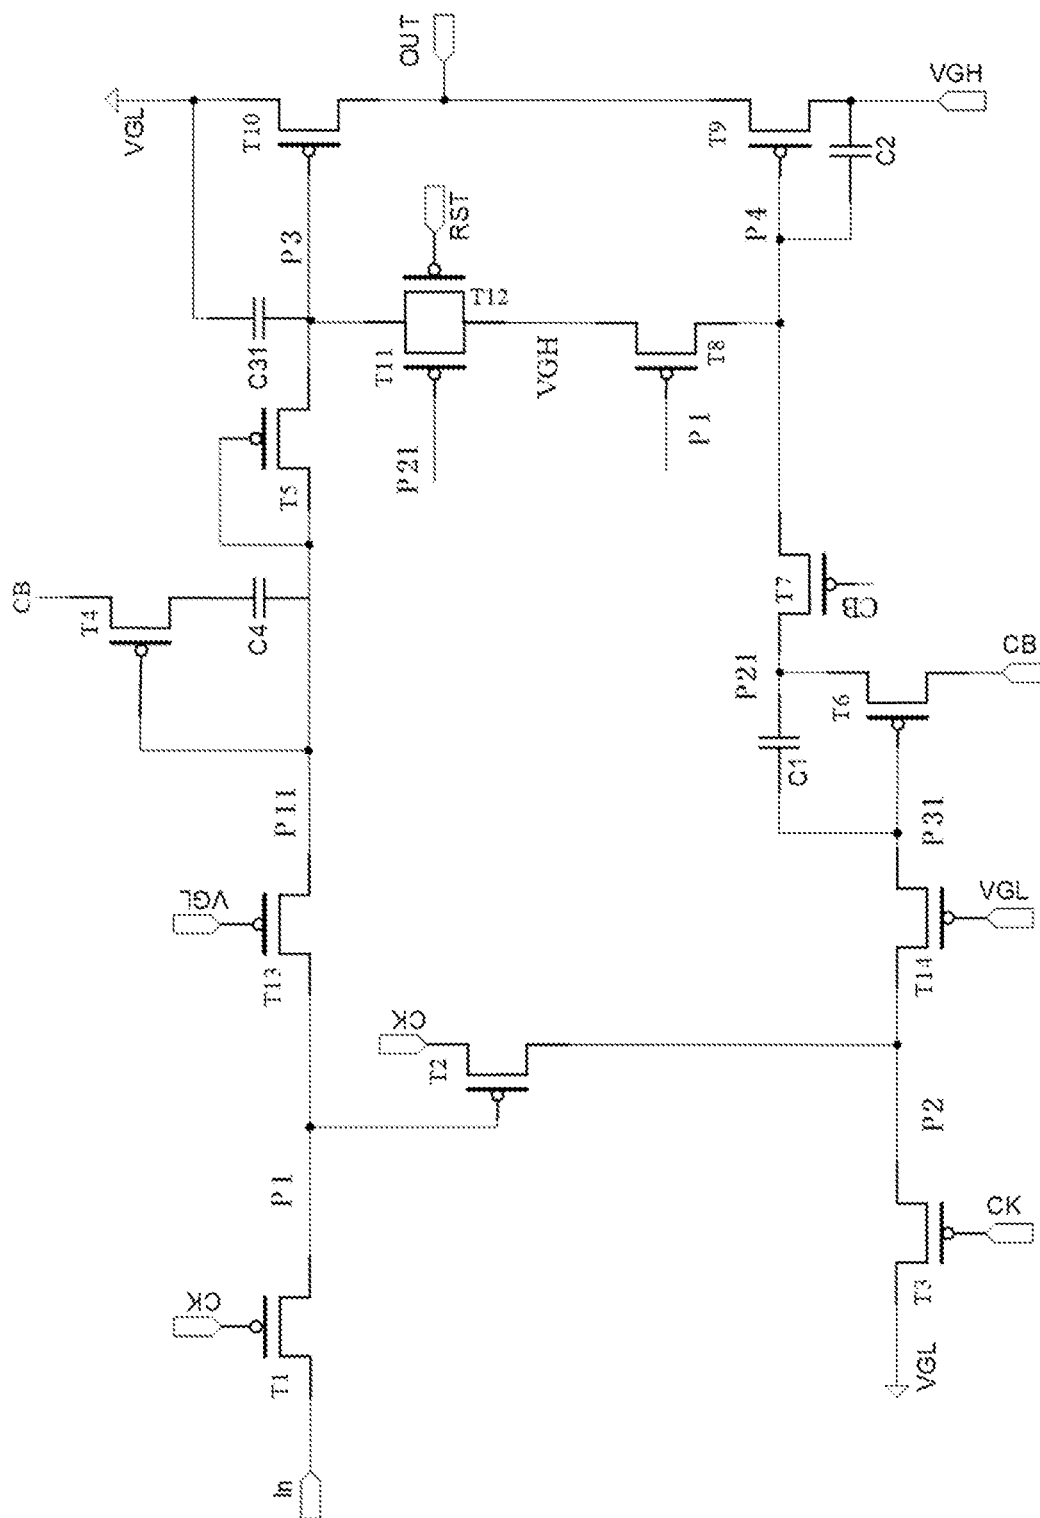 OUT
VGH
VGL
T10
T9
C2
P3
RST
P4
T12
C31
T11
VGH
T8
P21
P1
T5
CB
T4
C4
T7
CB
P21
CB
T6
C1
P11
P31
VGL
VGL
T13
T14
CK
T2
P1
P2
CK
CK
T1
T3
VGL
In